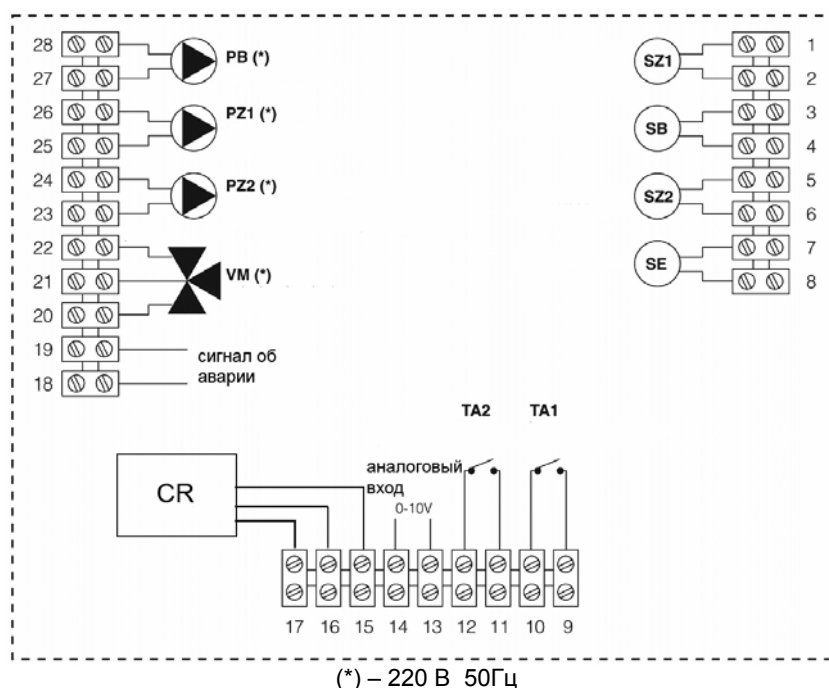 28
PB (*)
27
26
PZ1 (*)
25
24
PZ2 (*)
23
22
21
VM (*)
20
19
сигнал об
аварии
18
SZ1
1
2
SB
3
4
SZ2
5
6
SE
7
8
TA2 TA1
CR
аналоговый
вход
0-10V
17 16 15 14 13 12 11 10 9
(*) – 220 В 50Гц